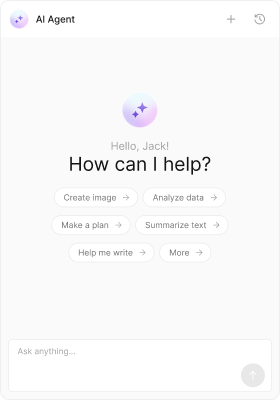 AI Agent
Hello, Jack!
How can I help?
Create image
Analyze data
Make a plan
Summarize text
Help me write
More
Ask anything...